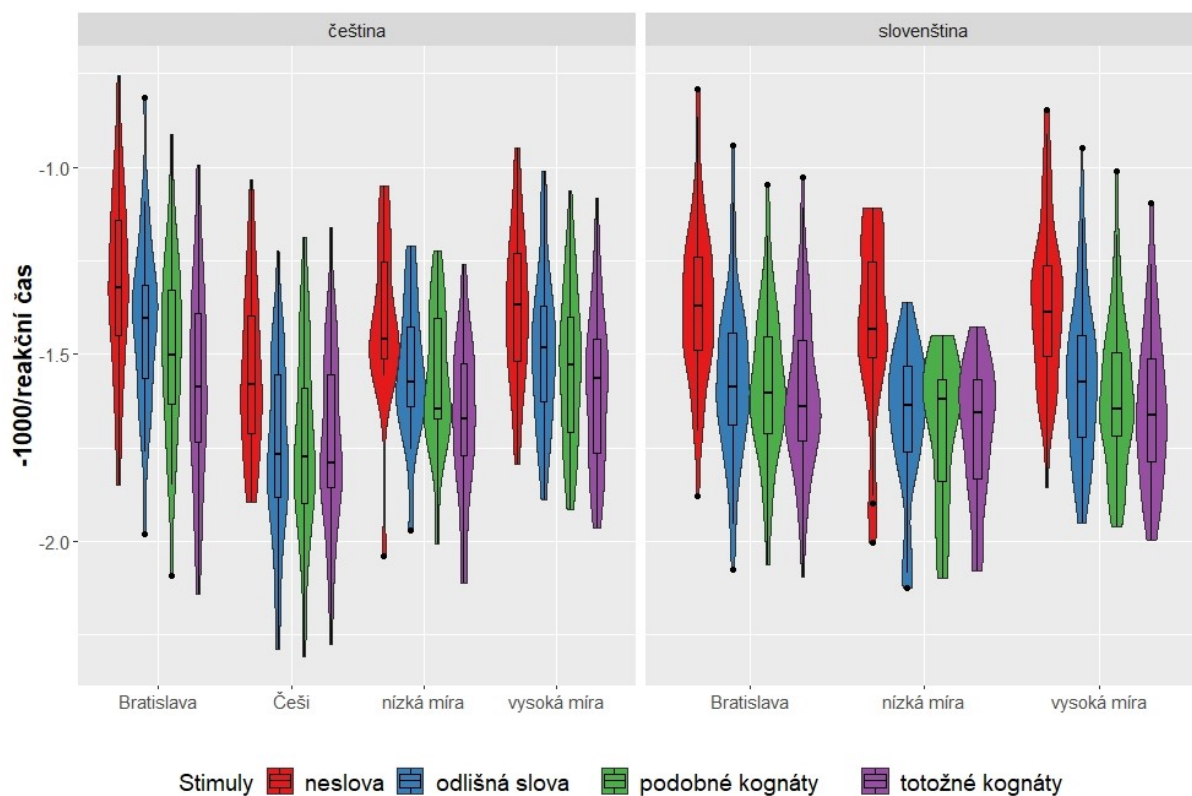 čeština
slovenština
-1000/reakční čas
-1.0
-1.5
-2.0
Bratislava
Češi
nízká míra
vysoká míra
Bratislava
nízká míra
vysoká míra
Stimuly neslova odlišná slova podobné kognáty totožné kognáty